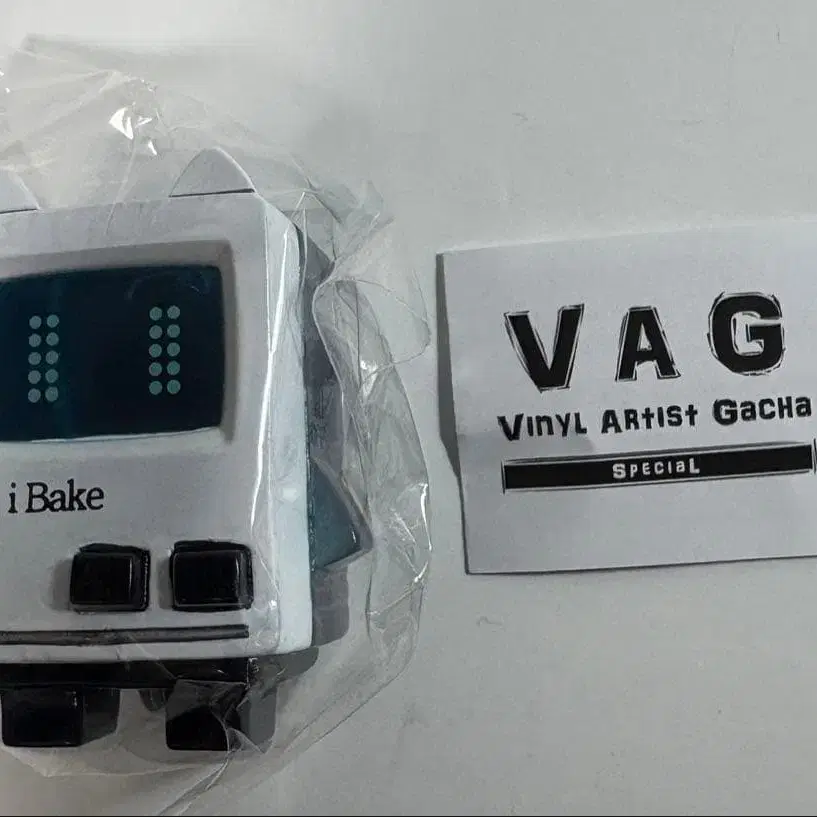 i Bake
VAG
Vinyl Artist Gacha
Special